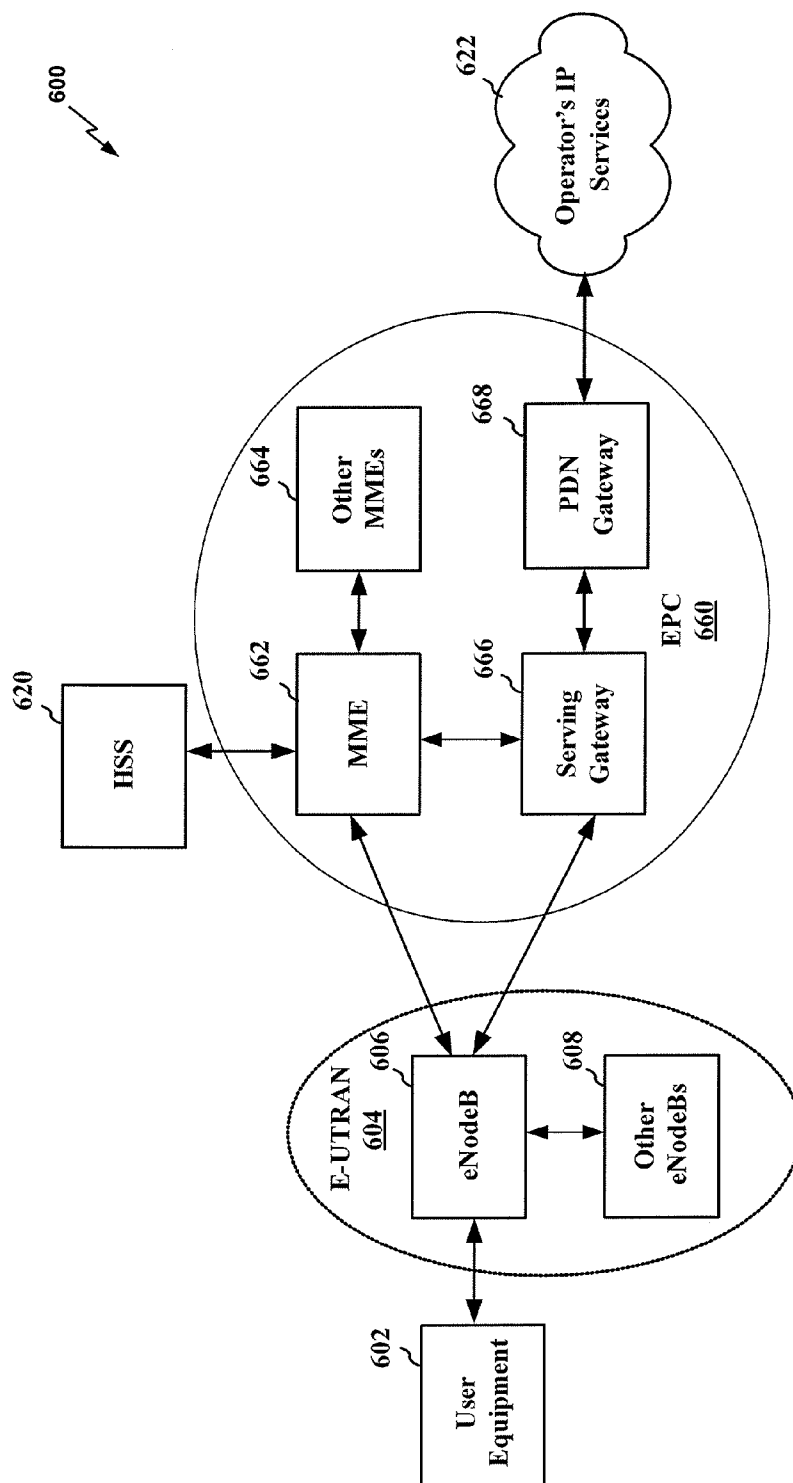 600
620
HSS
E-UTRAN
604
606
eNodeB
608
Other
eNodeBs
602
User
Equipment
662
MME
664
Other
MMEs
666
Serving
Gateway
668
PDN
Gateway
EPC
660
622
Operator's IP
Services